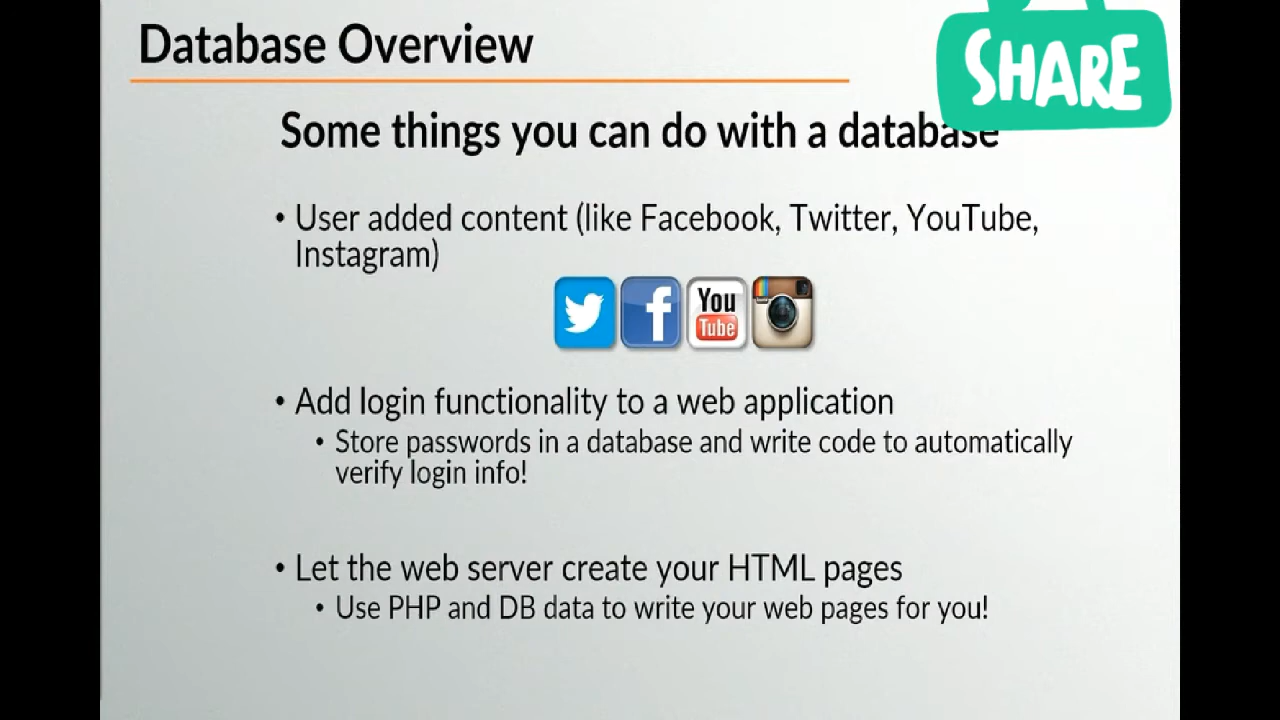 Database Overview
SHARE
Some things you can do with a database
• User added content (like Facebook, Twitter, YouTube,
Instagram)
f
You
Tube
• Add login functionality to a web application
• Store passwords in a database and write code to automatically
verify login info!
• Let the web server create your HTML pages
• Use PHP and DB data to write your web pages for you!